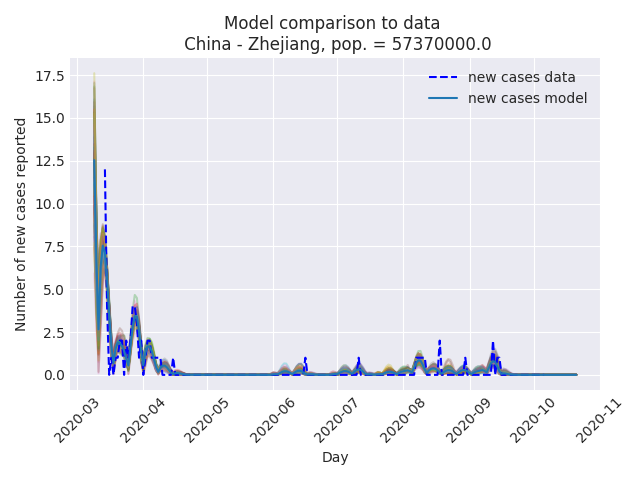 Model comparison to data
China - Zhejiang, pop. = 57370000.0
new cases data
new cases model
Number of new cases reported
17.5
15.0
12.5
10.0
7.5
5.0
2.5
0.0
2020-03
2020-04
2020-05
2020-06
2020-07
2020-08
2020-09
2020-10
2020-11
Day